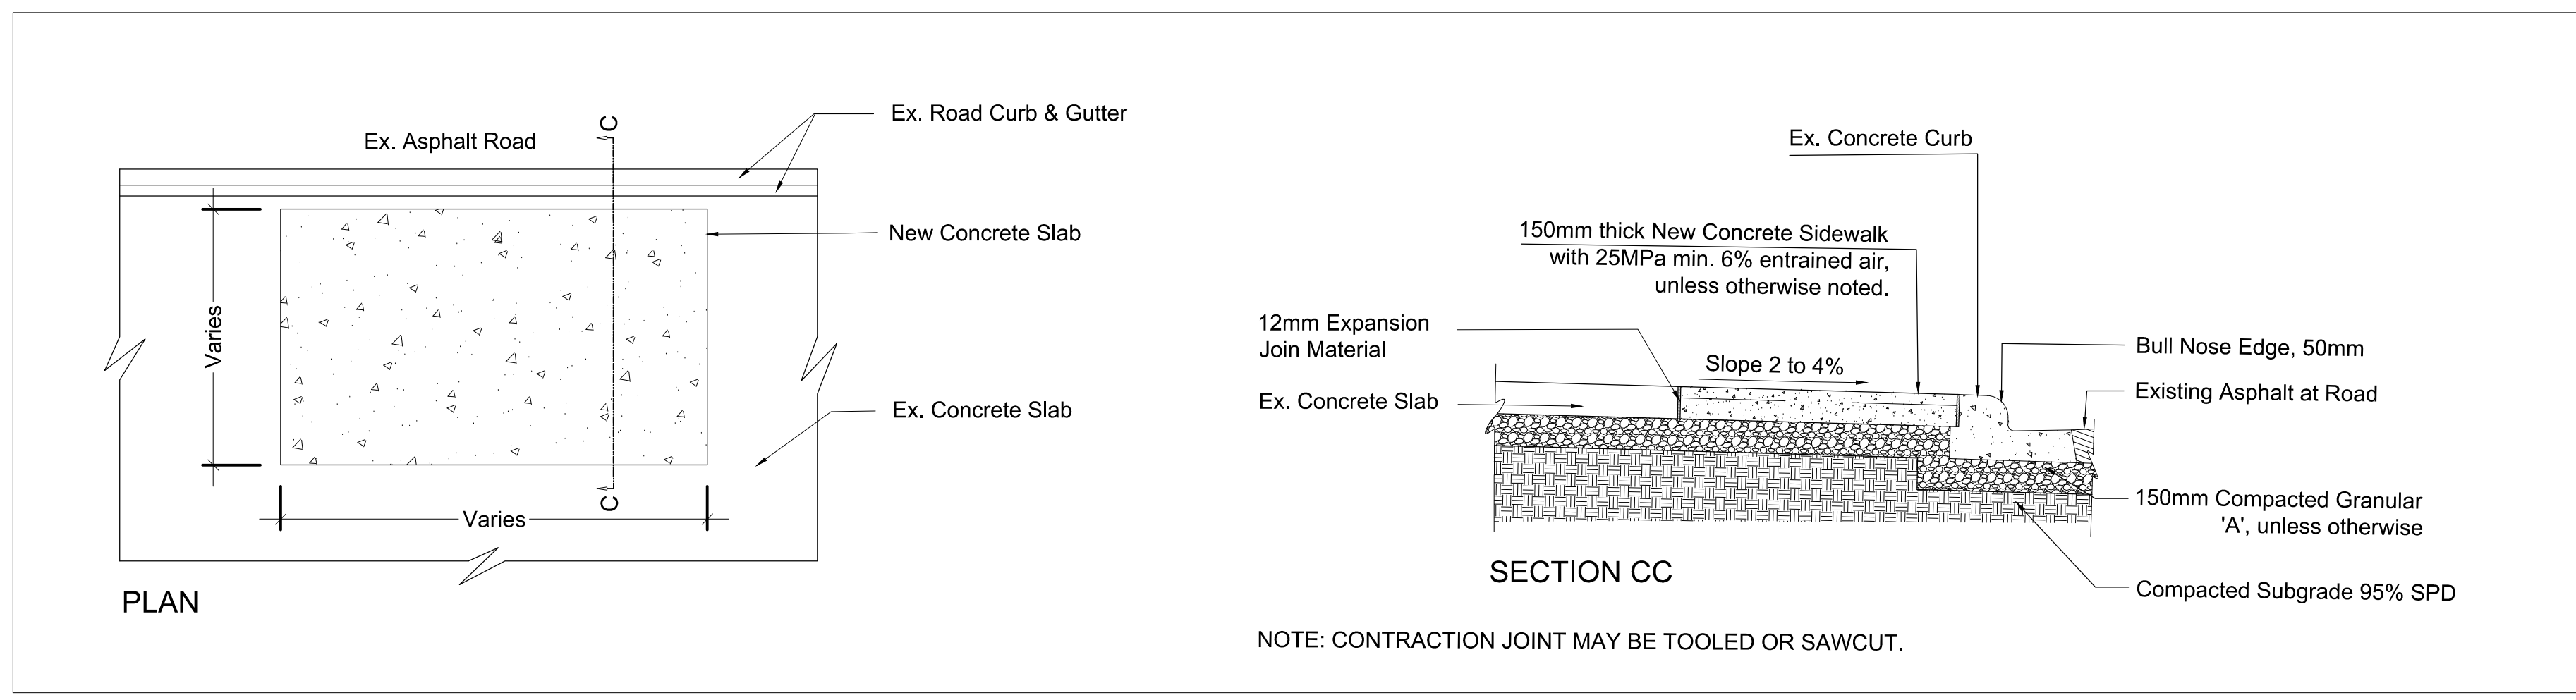 Ex. Asphalt Road
C
Ex. Road Curb & Gutter
New Concrete Slab
Varies
Ex. Concrete Slab
C
Varies
PLAN
Ex. Concrete Curb
150mm thick New Concrete Sidewalk
with 25MPa min. 6% entrained air,
unless otherwise noted.
12mm Expansion
Join Material
Slope 2 to 4%
Ex. Concrete Slab
Bull Nose Edge, 50mm
Existing Asphalt at Road
150mm Compacted Granular
'A', unless otherwise
Compacted Subgrade 95% SPD
SECTION CC
NOTE: CONTRACTION JOINT MAY BE TOOLED OR SAWCUT.